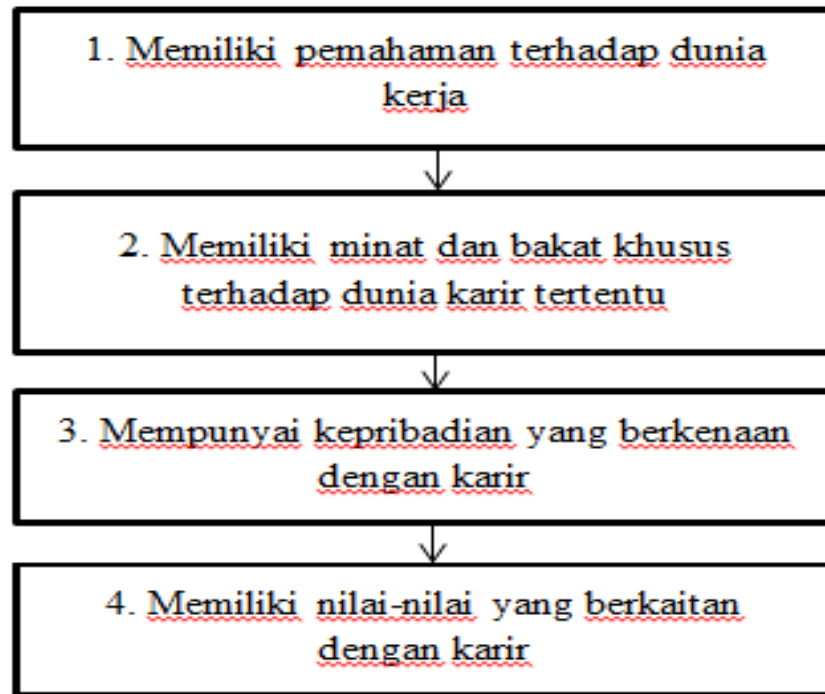 1. Memiliki pemahaman terhadap dunia
kerja
2. Memiliki minat dan bakat khusus
terhadap dunia karir tertentu
3. Mempunyai kepribadian yang berkenaan
dengan karir
4. Memiliki nilai-nilai yang berkaitan
dengan karir